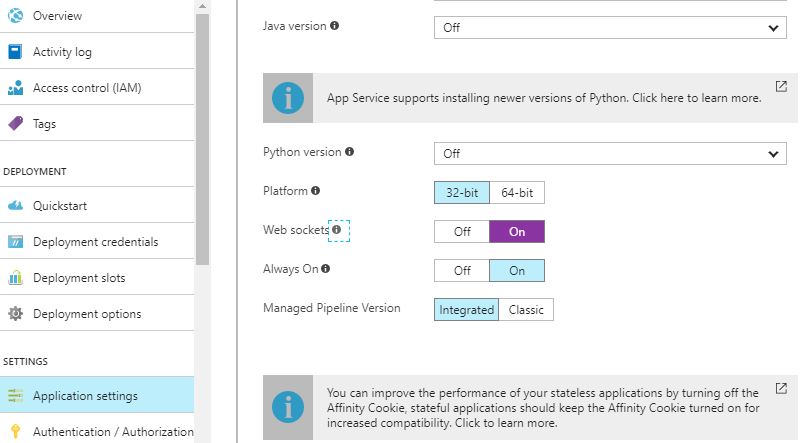 Overview
Activity log
Access control (IAM)
Tags
DEPLOYMENT
Quickstart
Deployment credentials
Deployment slots
Deployment options
SETTINGS
Application settings
Authentication / Authorization
Java version Off
App Service supports installing newer versions of Python. Click here to learn more.
Python version Off
Platform 32-bit 64-bit
Web sockets Off On
Always On Off On
Managed Pipeline Version Integrated Classic
You can improve the performance of your stateless applications by turning off the
Affinity Cookie, stateful applications should keep the Affinity Cookie turned on for
increased compatibility. Click to learn more.